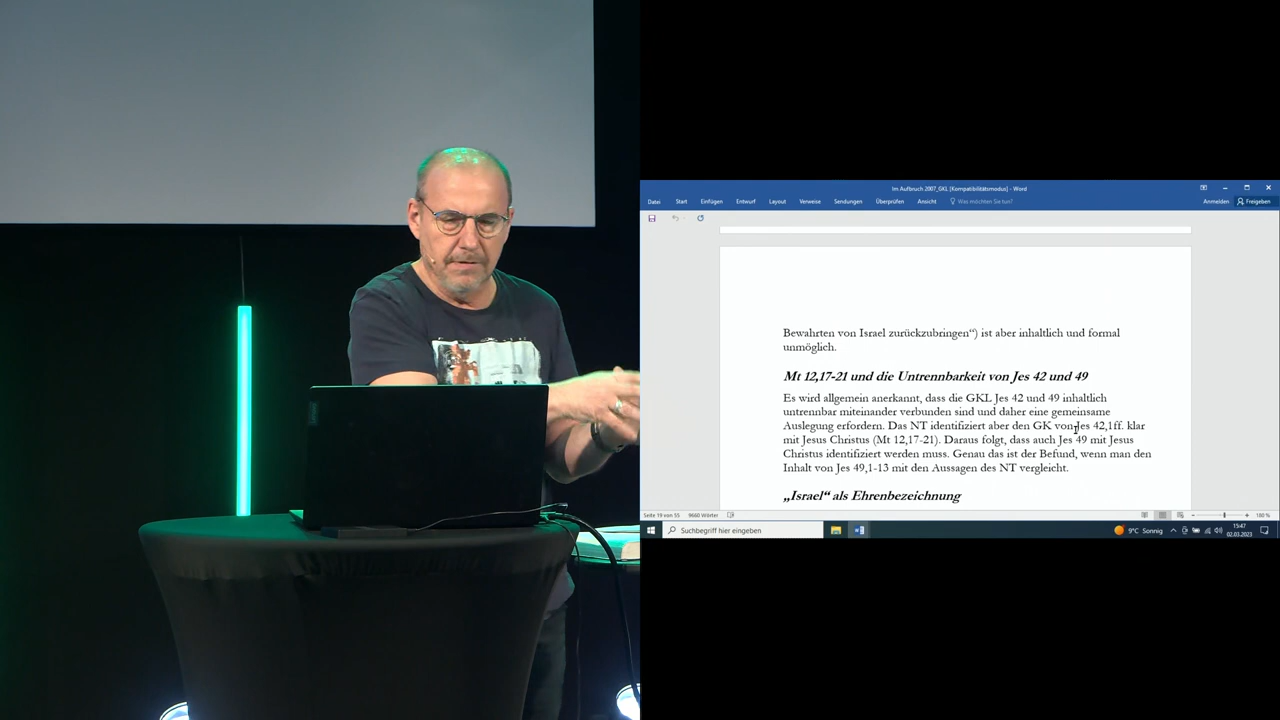 Im Aufbruch 2007_GKL [Kompatibilitätsmodus] - Word
Datei Start Einfügen Entwurf Layout Verweise Sendungen Überprüfen Ansicht Was möchten Sie tun? Anmelden Freigeben
Bewahrten von Israel zurückzubringen“) ist aber inhaltlich und formal
unmöglich.
Mt 12,17-21 und die Untrennbarkeit von Jes 42 und 49
Es wird allgemein anerkannt, dass die GKL Jes 42 und 49 inhaltlich
untrennbar miteinander verbunden sind und daher eine gemeinsame
Auslegung erfordern. Das NT identifiziert aber den GK von Jes 42,1ff. klar
mit Jesus Christus (Mt 12,17-21). Daraus folgt, dass auch Jes 49 mit Jesus
Christus identifiziert werden muss. Genau das ist der Befund, wenn man den
Inhalt von Jes 49,1-13 mit den Aussagen des NT vergleicht.
„Israel“ als Ehrenbezeichnung
Seite 19 von 55 9660 Wörter 100 %
Suchbegriff hier eingeben 9°C Sonnig 15:47
02.03.2023